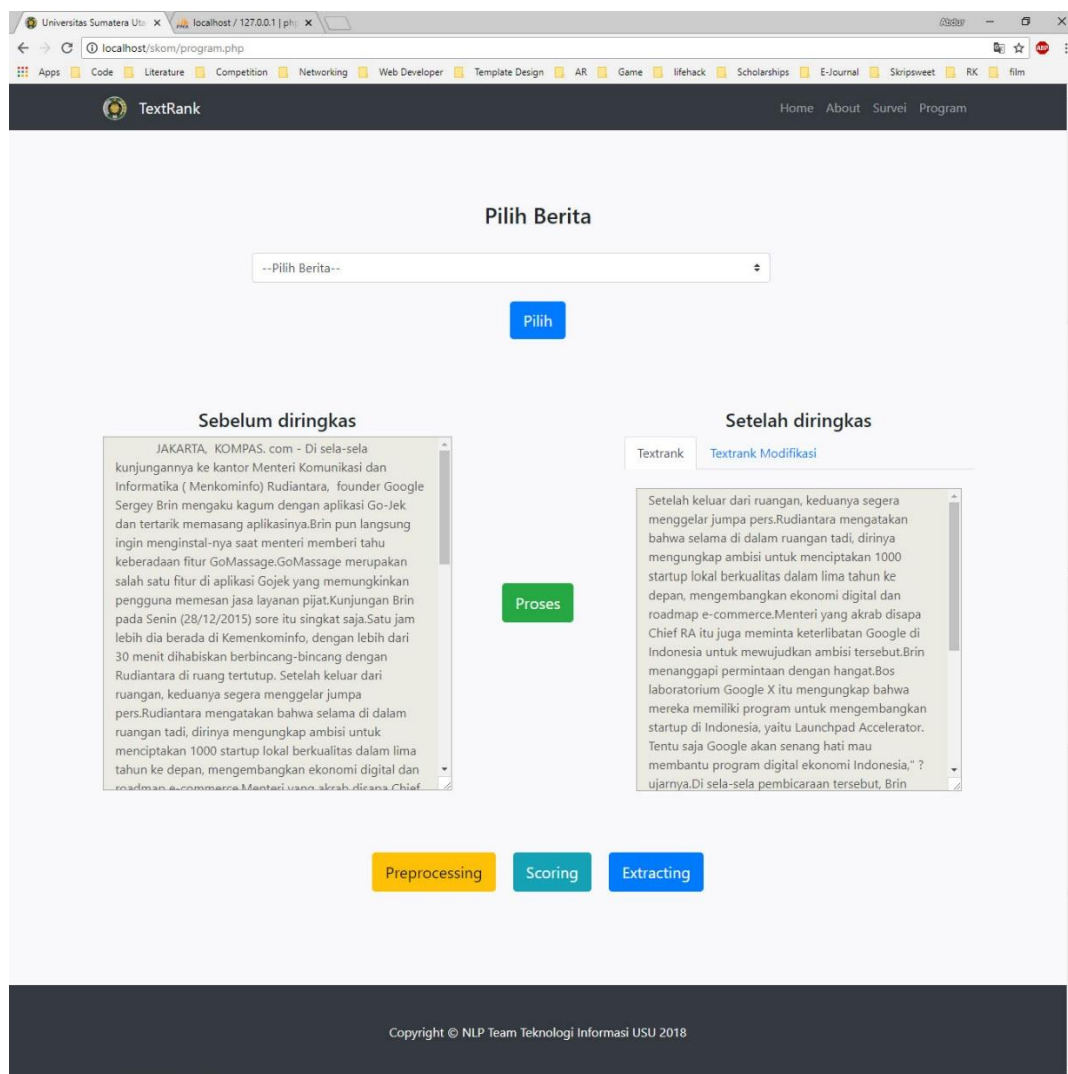 Universitas Sumatera Uta
localhost / 127.0.0.1 | php
localhost/skom/program.php
ABP
Apps Code Literature Competition Networking Web Developer Template Design AR Game lifehack Scholarships E-Journal Skripsweet RK film
TextRank
Home About Survei Program
Pilih Berita
--Pilih Berita--
Pilih
Sebelum diringkas
JAKARTA, KOMPAS. com - Di sela-sela
kunjungannya ke kantor Menteri Komunikasi dan
Informatika ( Menkominfo) Rudiantara, founder Google
Sergey Brin mengaku kagum dengan aplikasi Go-Jek
dan tertarik memasang aplikasinya.Brin pun langsung
ingin menginstal-nya saat menteri memberi tahu
keberadaan fitur GoMassage.GoMassage merupakan
salah satu fitur di aplikasi Gojek yang memungkinkan
pengguna memesan jasa layanan pijat.Kunjungan Brin
pada Senin (28/12/2015) sore itu singkat saja.Satu jam
lebih dia berada di Kemenkominfo, dengan lebih dari
30 menit dihabiskan berbincang-bincang dengan
Rudiantara di ruang tertutup. Setelah keluar dari
ruangan, keduanya segera menggelar jumpa
pers.Rudiantara mengatakan bahwa selama di dalam
ruangan tadi, dirinya mengungkap ambisi untuk
menciptakan 1000 startup lokal berkualitas dalam lima
tahun ke depan, mengembangkan ekonomi digital dan
roadmap e-commerce.Menteri yang akrab disapa Chief
Proses
Setelah diringkas
Textrank Textrank Modifikasi
Setelah keluar dari ruangan, keduanya segera
menggelar jumpa pers.Rudiantara mengatakan
bahwa selama di dalam ruangan tadi, dirinya
mengungkap ambisi untuk menciptakan 1000
startup lokal berkualitas dalam lima tahun ke
depan, mengembangkan ekonomi digital dan
roadmap e-commerce.Menteri yang akrab disapa
Chief RA itu juga meminta keterlibatan Google di
Indonesia untuk mewujudkan ambisi tersebut.Brin
menanggapi permintaan dengan hangat.Bos
laboratorium Google X itu mengungkap bahwa
mereka memiliki program untuk mengembangkan
startup di Indonesia, yaitu Launchpad Accelerator.
Tentu saja Google akan senang hati mau
membantu program digital ekonomi Indonesia," ?
ujarnya.Di sela-sela pembicaraan tersebut, Brin
Preprocessing
Scoring
Extracting
Copyright © NLP Team Teknologi Informasi USU 2018